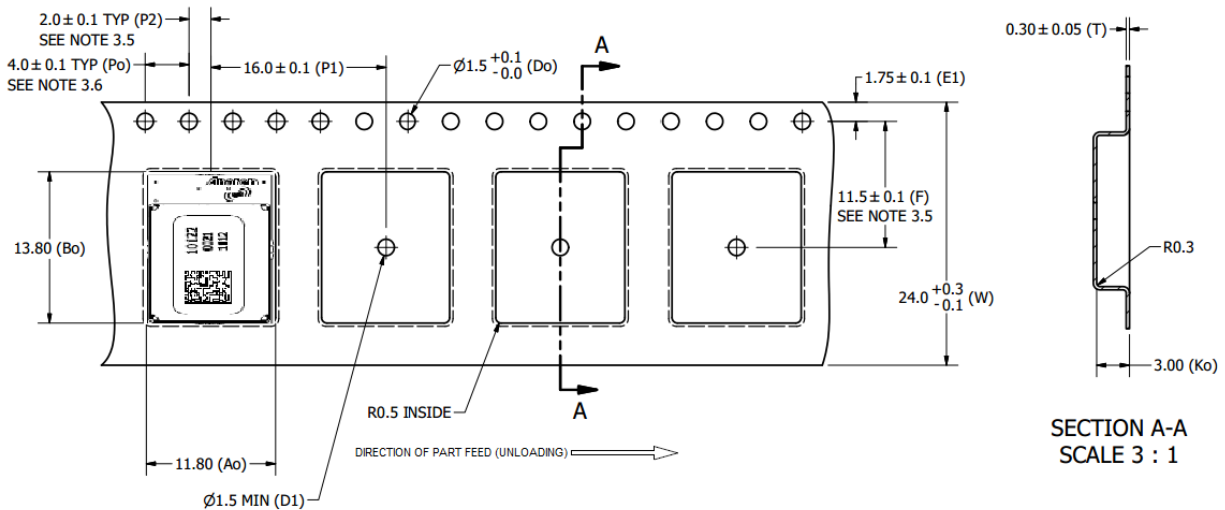 2.0 ± 0.1 TYP (P2)
SEE NOTE 3.5
4.0 ± 0.1 TYP (Po)
SEE NOTE 3.6
16.0 ± 0.1 (P1)
Ø1.5 +0.1 -0.0 (Do)
A
1.75 ± 0.1 (E1)
0.30 ± 0.05 (T)
11.5 ± 0.1 (F)
SEE NOTE 3.5
13.80 (Bo)
10122
1012
R0.3
24.0 +0.3 -0.1 (W)
3.00 (Ko)
R0.5 INSIDE
A
DIRECTION OF PART FEED (UNLOADING)
11.80 (Ao)
Ø1.5 MIN (D1)
SECTION A-A
SCALE 3 : 1